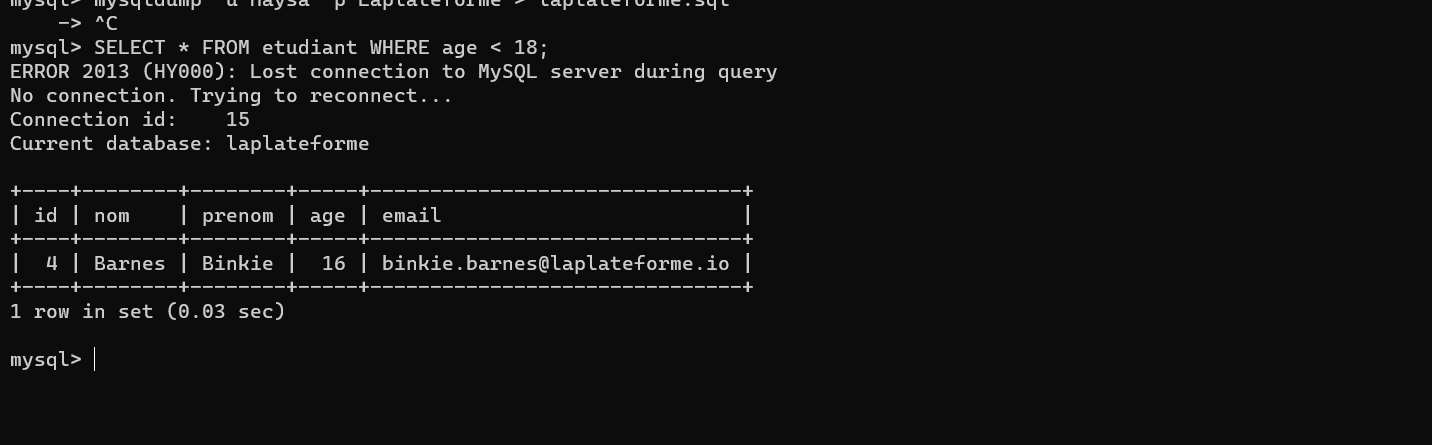 mysql> mysqldump -u Maysa -p Laplateforme > laplateforme.sql
    -> ^C
mysql> SELECT * FROM etudiant WHERE age < 18;
ERROR 2013 (HY000): Lost connection to MySQL server during query
No connection. Trying to reconnect...
Connection id:    15
Current database: laplateforme

+----+--------+--------+-----+-------------------------------+
| id | nom    | prenom | age | email                         |
+----+--------+--------+-----+-------------------------------+
|  4 | Barnes | Binkie |  16 | binkie.barnes@laplateforme.io |
+----+--------+--------+-----+-------------------------------+
1 row in set (0.03 sec)

mysql>